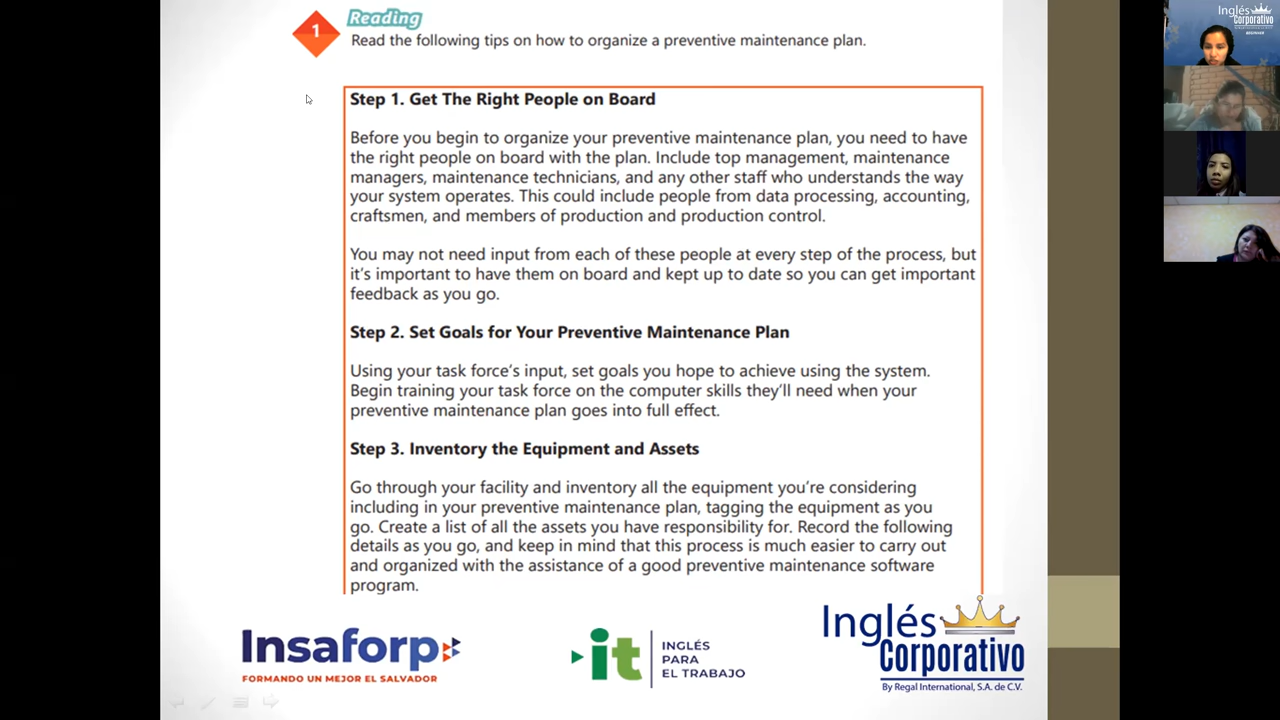 1
Reading
Read the following tips on how to organize a preventive maintenance plan.
Step 1. Get The Right People on Board
Before you begin to organize your preventive maintenance plan, you need to have
the right people on board with the plan. Include top management, maintenance
managers, maintenance technicians, and any other staff who understands the way
your system operates. This could include people from data processing, accounting,
craftsmen, and members of production and production control.
You may not need input from each of these people at every step of the process, but
it's important to have them on board and kept up to date so you can get important
feedback as you go.
Step 2. Set Goals for Your Preventive Maintenance Plan
Using your task force's input, set goals you hope to achieve using the system.
Begin training your task force on the computer skills they'll need when your
preventive maintenance plan goes into full effect.
Step 3. Inventory the Equipment and Assets
Go through your facility and inventory all the equipment you're considering
including in your preventive maintenance plan, tagging the equipment as you
go. Create a list of all the assets you have responsibility for. Record the following
details as you go, and keep in mind that this process is much easier to carry out
and organized with the assistance of a good preventive maintenance software
program.
Insaforp
FORMANDO UN MEJOR EL SALVADOR
it
INGLÉS
PARA
EL TRABAJO
Inglés
Corporativo
By Regal International, S.A. de C.V.
Inglés
Corporativo
BEGINNER